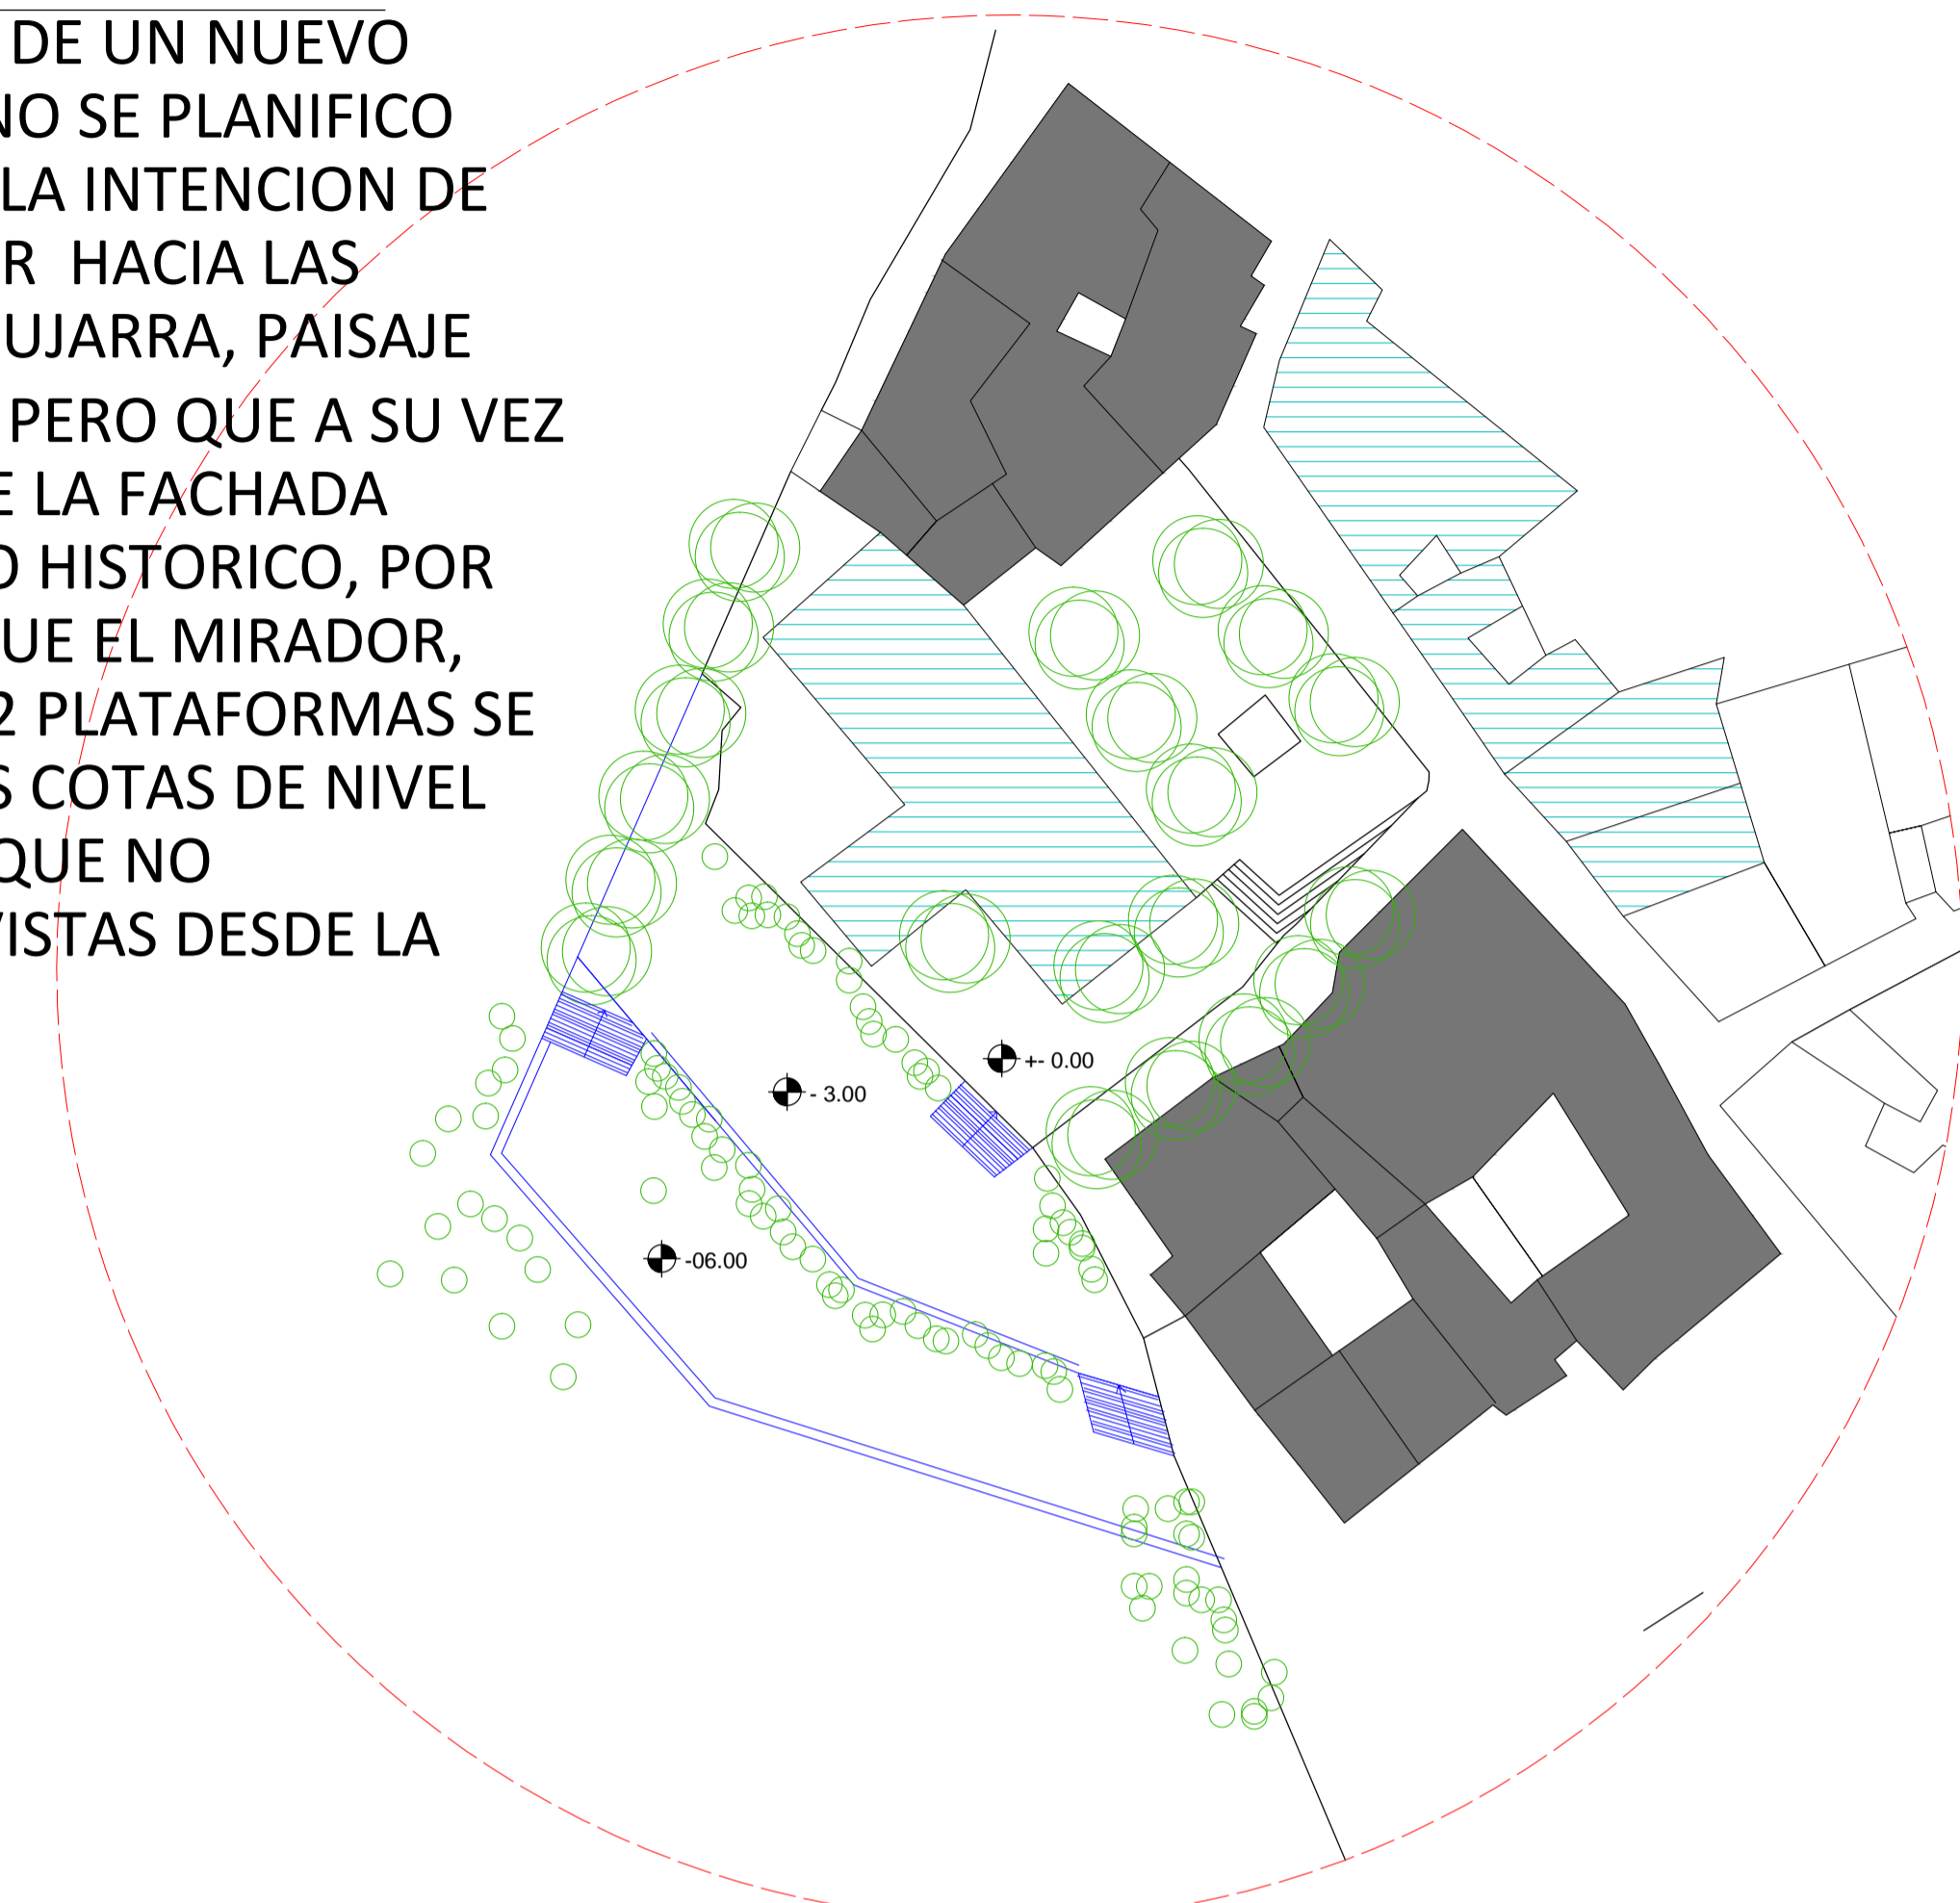 DE UN NUEVO
NO SE PLANIFICO
LA INTENCION DE
R HACIA LAS
UJARRA, PAISAJE
PERO QUE A SU VEZ
E LA FACHADA
O HISTORICO, POR
UE EL MIRADOR,
2 PLATAFORMAS SE
S COTAS DE NIVEL
QUE NO
VISTAS DESDE LA
+- 0.00
- 3.00
-06.00